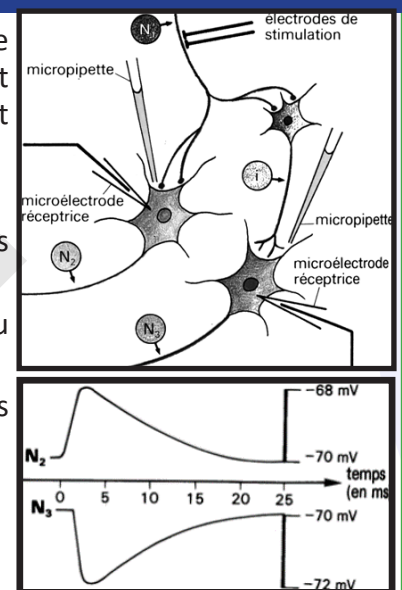 e
t
t
s
u
s
électrodes de
stimulation
N
micropipette
I
microélectrode
réceptrice
micropipette
N₂
microélectrode
réceptrice
N₃
-68 mV
N₂
-70 mV
temps
(en ms
0 5 10 15 20 25
N₃
-70 mV
-72 mV